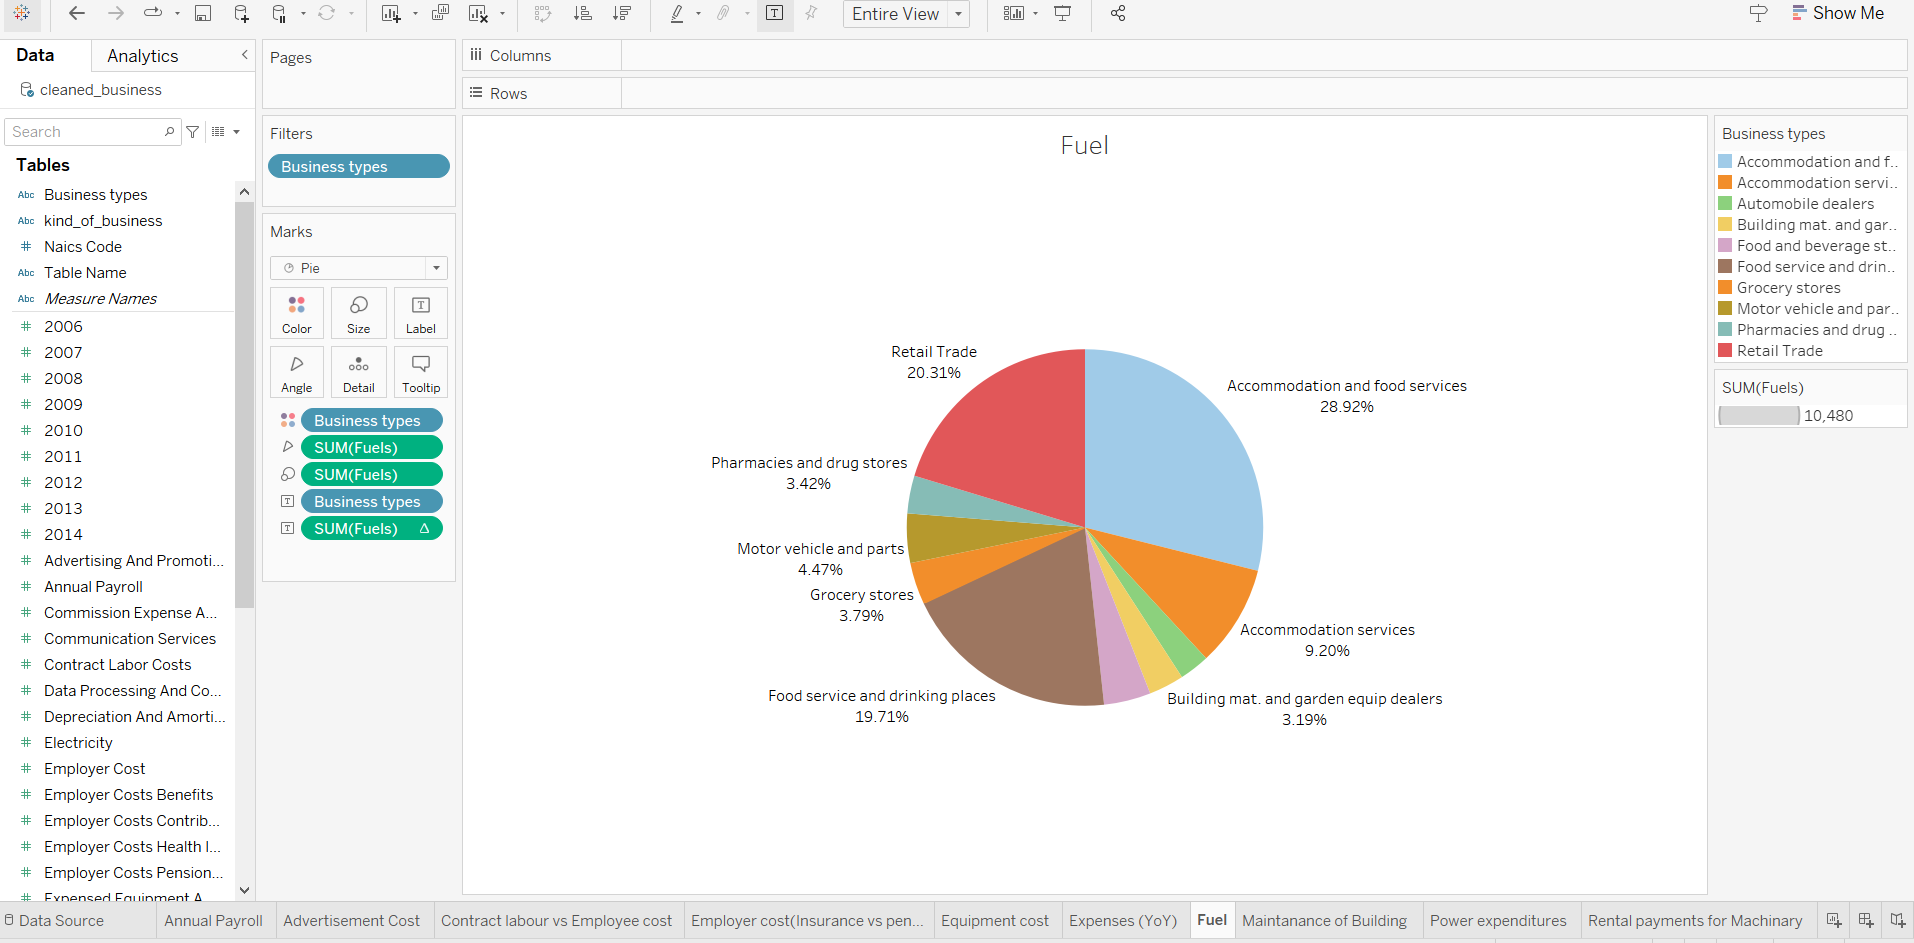 Entire View
Show Me
Data
Analytics
cleaned_business
Search
Tables
Abc Business types
Abc kind_of_business
# Naics Code
Abc Table Name
Abc Measure Names
# 2006
# 2007
# 2008
# 2009
# 2010
# 2011
# 2012
# 2013
# 2014
# Advertising And Promoti...
# Annual Payroll
# Commission Expense A...
# Communication Services
# Contract Labor Costs
# Data Processing And Co...
# Depreciation And Amorti...
# Electricity
# Employer Cost
# Employer Costs Benefits
# Employer Costs Contrib...
# Employer Costs Health I...
# Employer Costs Pension...
# Expensed Equipment A
Pages
Filters
Business types
Marks
Pie
Color
Size
T
Label
Angle
Detail
Tooltip
Business types
SUM(Fuels)
SUM(Fuels)
T Business types
T SUM(Fuels) Δ
Columns
Rows
Fuel
Retail Trade
20.31%
Accommodation and food services
28.92%
Pharmacies and drug stores
3.42%
Motor vehicle and parts
4.47%
Grocery stores
3.79%
Accommodation services
9.20%
Food service and drinking places
19.71%
Building mat. and garden equip dealers
3.19%
Business types
Accommodation and f..
Accommodation servi..
Automobile dealers
Building mat. and gar..
Food and beverage st..
Food service and drin..
Grocery stores
Motor vehicle and par..
Pharmacies and drug ..
Retail Trade
SUM(Fuels)
10,480
Data Source
Annual Payroll
Advertisement Cost
Contract labour vs Employee cost
Employer cost(Insurance vs pen...
Equipment cost
Expenses (YoY)
Fuel
Maintanance of Building
Power expenditures
Rental payments for Machinary